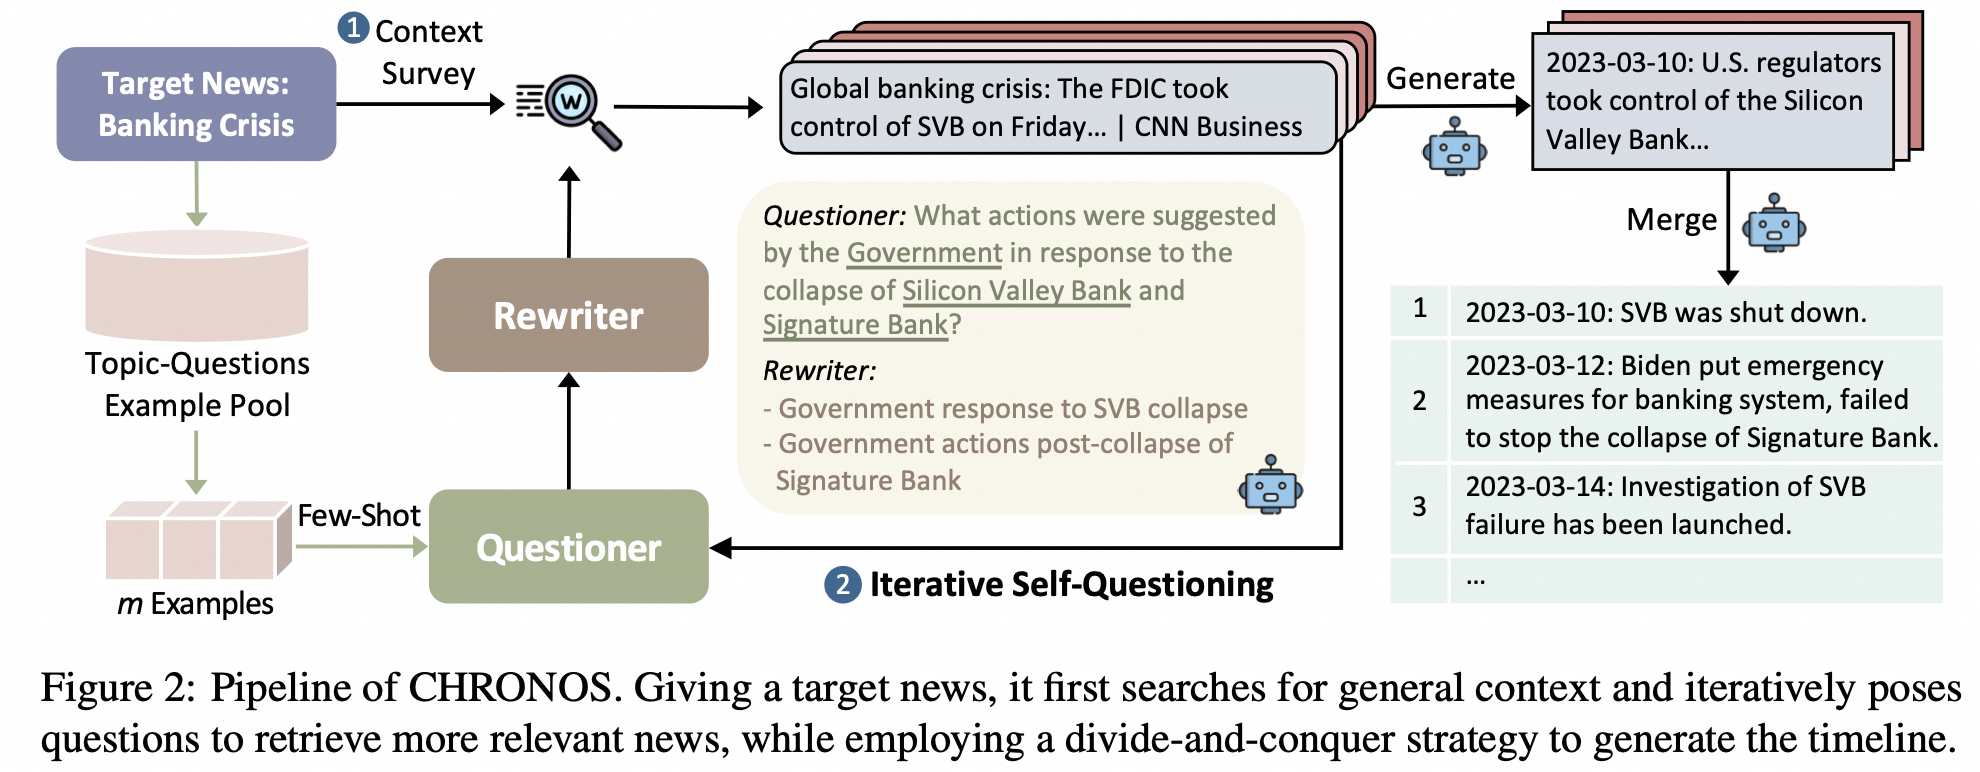 Target News:
Banking Crisis
1 Context
Survey
W
Global banking crisis: The FDIC took
control of SVB on Friday... | CNN Business
Generate
2023-03-10: U.S. regulators
took control of the Silicon
Valley Bank...
Merge
Topic-Questions
Example Pool
m Examples
Few-Shot
Questioner
Rewriter
Questioner: What actions were suggested
by the Government in response to the
collapse of Silicon Valley Bank and
Signature Bank?
Rewriter:
- Government response to SVB collapse
- Government actions post-collapse of
Signature Bank
2 Iterative Self-Questioning
1 2023-03-10: SVB was shut down.
2023-03-12: Biden put emergency
2 measures for banking system, failed
to stop the collapse of Signature Bank.
3 2023-03-14: Investigation of SVB
failure has been launched.
...
Figure 2: Pipeline of CHRONOS. Giving a target news, it first searches for general context and iteratively poses
questions to retrieve more relevant news, while employing a divide-and-conquer strategy to generate the timeline.